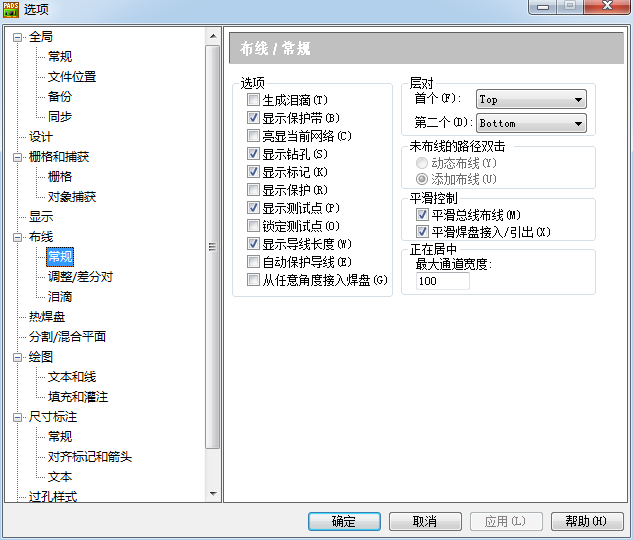 PADS 选项
全局
常规
文件位置
备份
同步
设计
栅格和捕获
栅格
对象捕获
显示
布线
常规
调整/差分对
泪滴
热焊盘
分割/混合平面
绘图
文本和线
填充和灌注
尺寸标注
常规
对齐标记和箭头
文本
过孔样式
布线 / 常规
选项
生成泪滴(T)
显示保护带(B)
亮显当前网络(C)
显示钻孔(S)
显示标记(K)
显示保护(R)
显示测试点(P)
锁定测试点(O)
显示导线长度(W)
自动保护导线(E)
从任意角度接入焊盘(G)
层对
首个(F): Top
第二个(D): Bottom
未布线的路径双击
动态布线(Y)
添加布线(U)
平滑控制
平滑总线布线(M)
平滑焊盘接入/引出(X)
正在居中
最大通道宽度:
100
确定 取消 应用(L) 帮助(H)